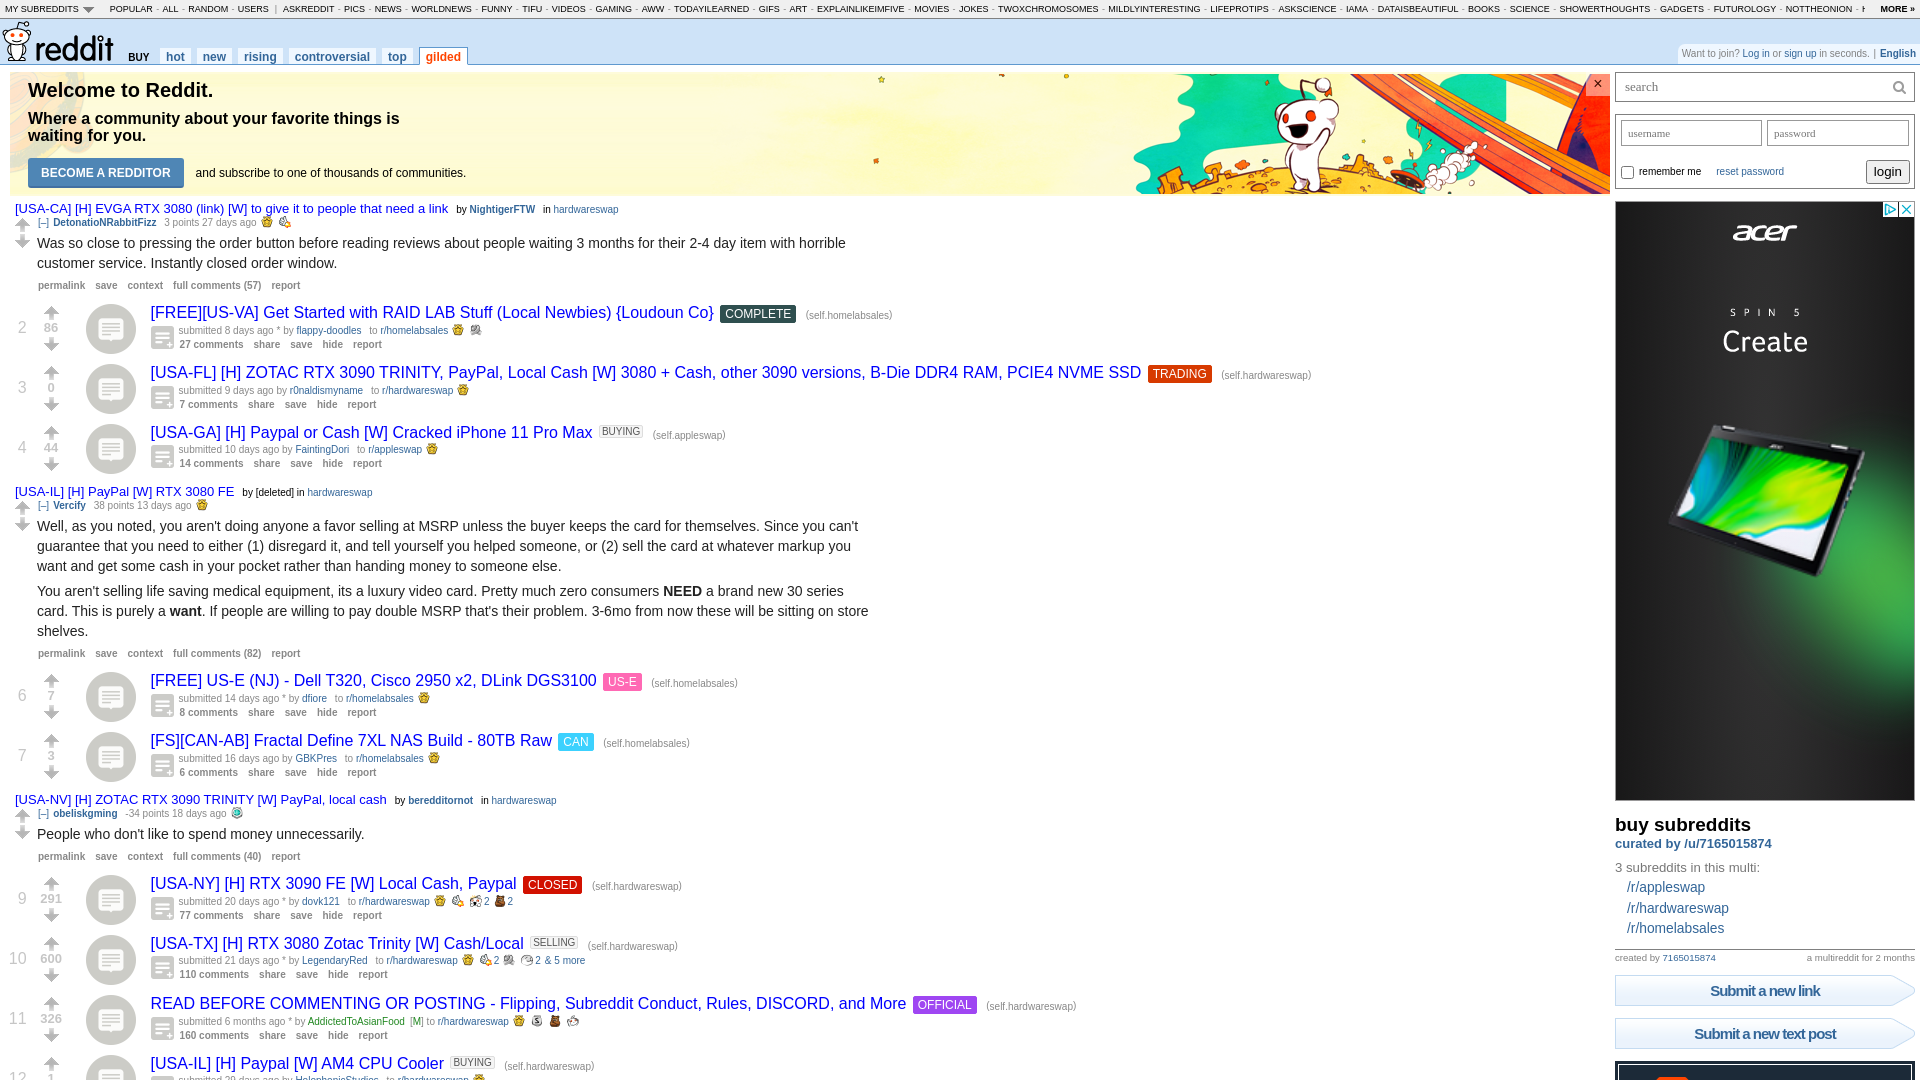 MY SUBREDDITS POPULAR - ALL - RANDOM - USERS | ASKREDDIT - PICS - NEWS - WORLDNEWS - FUNNY - TIFU - VIDEOS - GAMING - AWW - TODAYILEARNED - GIFS - ART - EXPLAINLIKEIMFIVE - MOVIES - JOKES - TWOXCHROMOSOMES - MILDLYINTERESTING - LIFEPROTIPS - ASKSCIENCE - IAMA - DATAISBEAUTIFUL - BOOKS - SCIENCE - SHOWERTHOUGHTS - GADGETS - FUTUROLOGY - NOTTHEONION - MORE »
reddit BUY hot new rising controversial top gilded
Want to join? Log in or sign up in seconds. | English
Welcome to Reddit.
Where a community about your favorite things is
waiting for you.
BECOME A REDDITOR and subscribe to one of thousands of communities.
×
search
username password
remember me reset password login
[USA-CA] [H] EVGA RTX 3080 (link) [W] to give it to people that need a link by NightigerFTW in hardwareswap
[–] DetonatioNRabbitFizz 3 points 27 days ago
Was so close to pressing the order button before reading reviews about people waiting 3 months for their 2-4 day item with horrible
customer service. Instantly closed order window.
permalink save context full comments (57) report
2 86
[FREE][US-VA] Get Started with RAID LAB Stuff (Local Newbies) {Loudoun Co} COMPLETE (self.homelabsales)
submitted 8 days ago * by flappy-doodles to r/homelabsales
27 comments share save hide report
3 0
[USA-FL] [H] ZOTAC RTX 3090 TRINITY, PayPal, Local Cash [W] 3080 + Cash, other 3090 versions, B-Die DDR4 RAM, PCIE4 NVME SSD TRADING (self.hardwareswap)
submitted 9 days ago by r0naldismyname to r/hardwareswap
7 comments share save hide report
4 44
[USA-GA] [H] Paypal or Cash [W] Cracked iPhone 11 Pro Max BUYING (self.appleswap)
submitted 10 days ago by FaintingDori to r/appleswap
14 comments share save hide report
[USA-IL] [H] PayPal [W] RTX 3080 FE by [deleted] in hardwareswap
[–] Vercify 38 points 13 days ago
Well, as you noted, you aren't doing anyone a favor selling at MSRP unless the buyer keeps the card for themselves. Since you can't
guarantee that you need to either (1) disregard it, and tell yourself you helped someone, or (2) sell the card at whatever markup you
want and get some cash in your pocket rather than handing money to someone else.
You aren't selling life saving medical equipment, its a luxury video card. Pretty much zero consumers NEED a brand new 30 series
card. This is purely a want. If people are willing to pay double MSRP that's their problem. 3-6mo from now these will be sitting on store
shelves.
permalink save context full comments (82) report
6 7
[FREE] US-E (NJ) - Dell T320, Cisco 2950 x2, DLink DGS3100 US-E (self.homelabsales)
submitted 14 days ago * by dfiore to r/homelabsales
8 comments share save hide report
7 3
[FS][CAN-AB] Fractal Define 7XL NAS Build - 80TB Raw CAN (self.homelabsales)
submitted 16 days ago by GBKPres to r/homelabsales
6 comments share save hide report
[USA-NV] [H] ZOTAC RTX 3090 TRINITY [W] PayPal, local cash by beredditornot in hardwareswap
[–] obeliskgming -34 points 18 days ago
People who don't like to spend money unnecessarily.
permalink save context full comments (40) report
9 291
[USA-NY] [H] RTX 3090 FE [W] Local Cash, Paypal CLOSED (self.hardwareswap)
submitted 20 days ago * by dovk121 to r/hardwareswap 2 2
77 comments share save hide report
10 600
[USA-TX] [H] RTX 3080 Zotac Trinity [W] Cash/Local SELLING (self.hardwareswap)
submitted 21 days ago * by LegendaryRed to r/hardwareswap 2 2 & 5 more
110 comments share save hide report
11 326
READ BEFORE COMMENTING OR POSTING - Flipping, Subreddit Conduct, Rules, DISCORD, and More OFFICIAL (self.hardwareswap)
submitted 6 months ago * by AddictedToAsianFood [M] to r/hardwareswap
160 comments share save hide report
12 1
[USA-IL] [H] Paypal [W] AM4 CPU Cooler BUYING (self.hardwareswap)
submitted 29 days ago by HolophonicStudios to r/hardwareswap
acer
SPIN 5
Create
buy subreddits
curated by /u/7165015874
3 subreddits in this multi:
/r/appleswap
/r/hardwareswap
/r/homelabsales
created by 7165015874 a multireddit for 2 months
Submit a new link
Submit a new text post